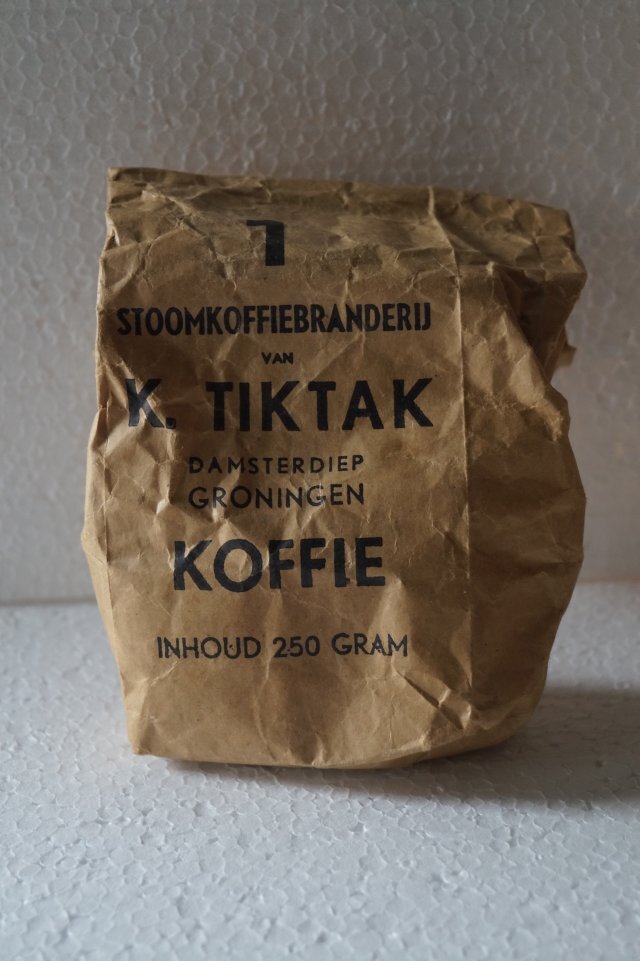 1
STOOMKOFFIEBRANDERIJ
VAN
K. TIKTAK
DAMSTERDIEP
GRONINGEN
KOFFIE
INHOUD 250 GRAM